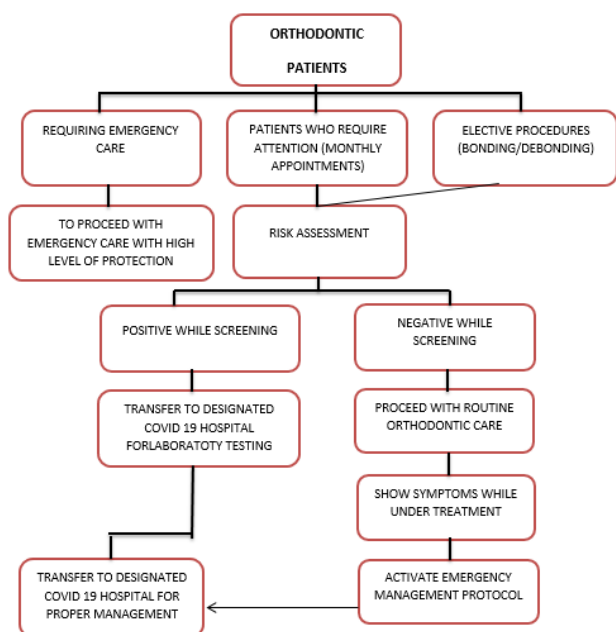 ORTHODONTIC
PATIENTS
REQUIRING EMERGENCY
CARE
PATIENTS WHO REQUIRE
ATTENTION (MONTHLY
APPOINTMENTS)
ELECTIVE PROCEDURES
(BONDING/DEBONDING)
TO PROCEED WITH
EMERGENCY CARE WITH HIGH
LEVEL OF PROTECTION
RISK ASSESSMENT
POSITIVE WHILE SCREENING
NEGATIVE WHILE
SCREENING
TRANSFER TO DESIGNATED
COVID 19 HOSPITAL
FORLABORATOTY TESTING
PROCEED WITH ROUTINE
ORTHODONTIC CARE
SHOW SYMPTOMS WHILE
UNDER TREATMENT
TRANSFER TO DESIGNATED
COVID 19 HOSPITAL FOR
PROPER MANAGEMENT
ACTIVATE EMERGENCY
MANAGEMENT PROTOCOL